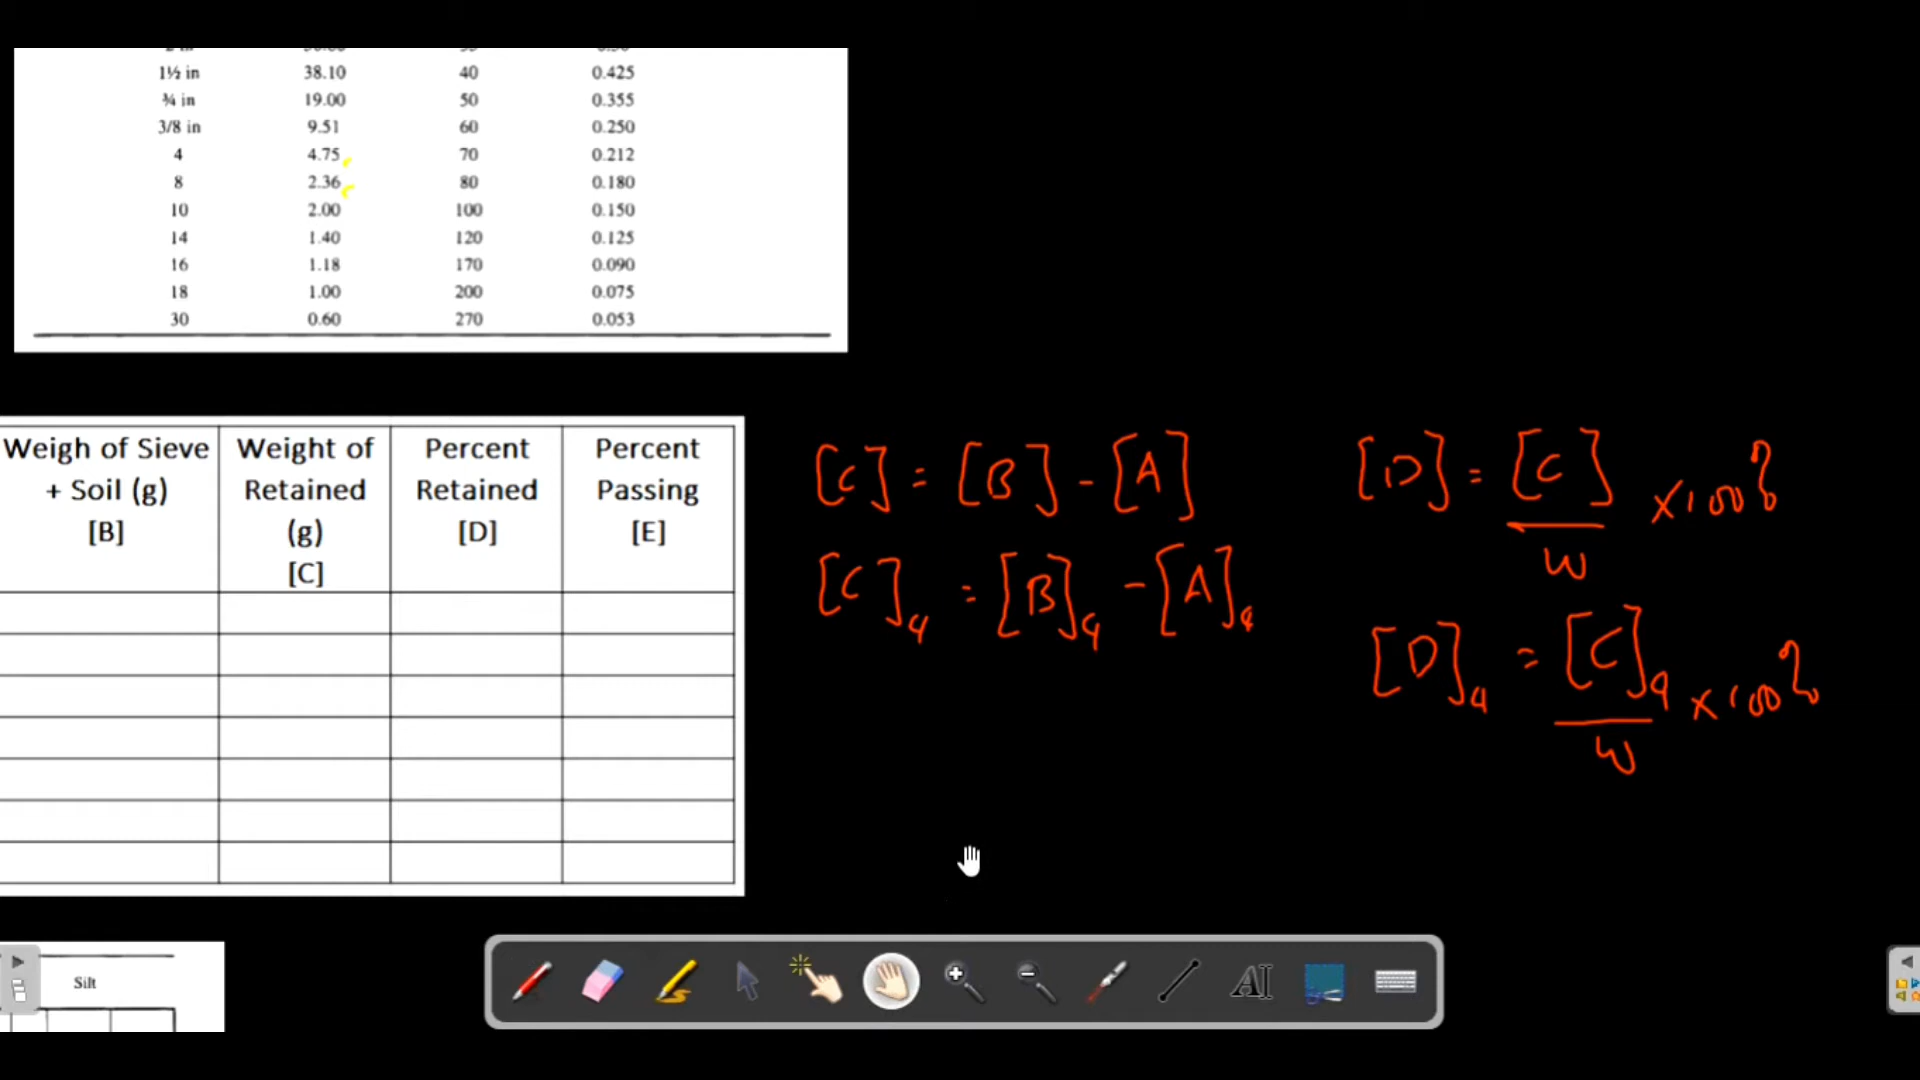 1½ in 38.10 40 0.425
¾ in 19.00 50 0.355
3/8 in 9.51 60 0.250
4 4.75 70 0.212
8 2.36 80 0.180
10 2.00 100 0.150
14 1.40 120 0.125
16 1.18 170 0.090
18 1.00 200 0.075
30 0.60 270 0.053
Weigh of Sieve + Soil (g) [B]
Weight of Retained (g) [C]
Percent Retained [D]
Percent Passing [E]
[C] = [B] - [A]
[C]4 = [B]4 - [A]4
[D] = [C] / W × 100%
[D]4 = [C]4 / W × 100%
Silt
AI